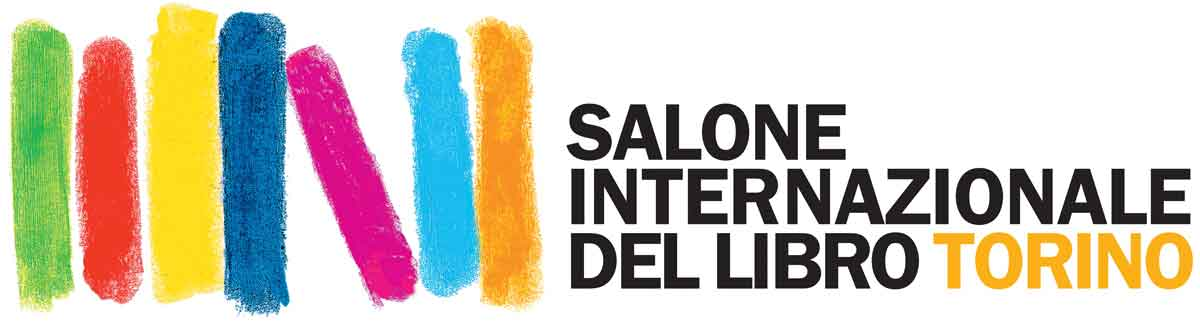 SALONE
INTERNAZIONALE
DEL LIBRO TORINO